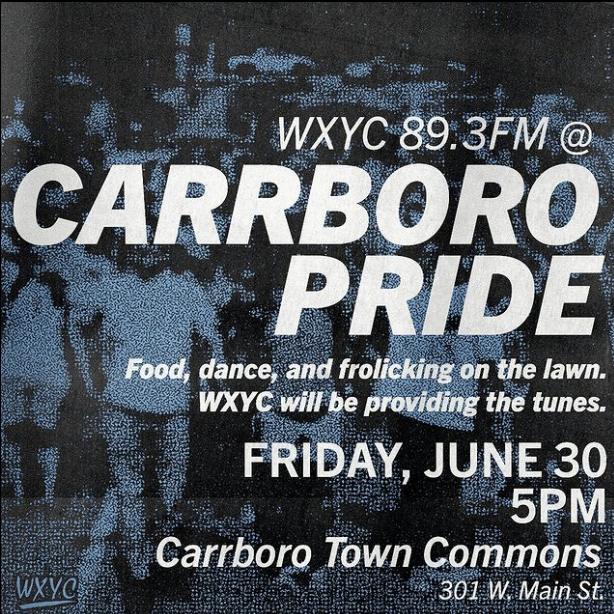 WXYC 89.3FM @
CARRBORO
PRIDE
Food, dance, and frolicking on the lawn.
WXYC will be providing the tunes.
FRIDAY, JUNE 30
5PM
Carrboro Town Commons
301 W. Main St.
WXYC